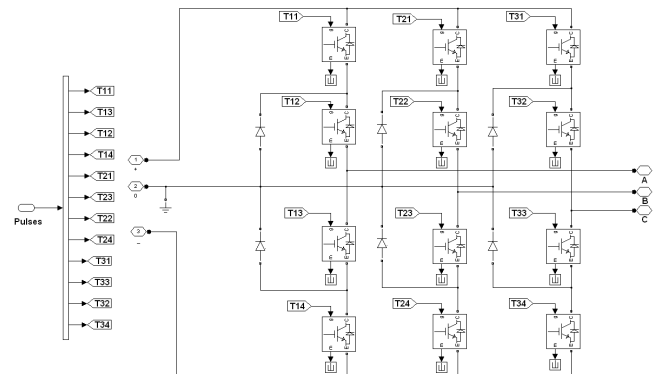 Pulses
T11
T13
T12
T14
T21
T23
T22
T24
T31
T33
T32
T34
1
+
2
0
3
−
T11
g C
m E
T21
g C
m E
T31
g C
m E
T12
g C
m E
T22
g C
m E
T32
g C
m E
A
B
C
T13
g C
m E
T23
g C
m E
T33
g C
m E
T14
g C
m E
T24
g C
m E
T34
g C
m E